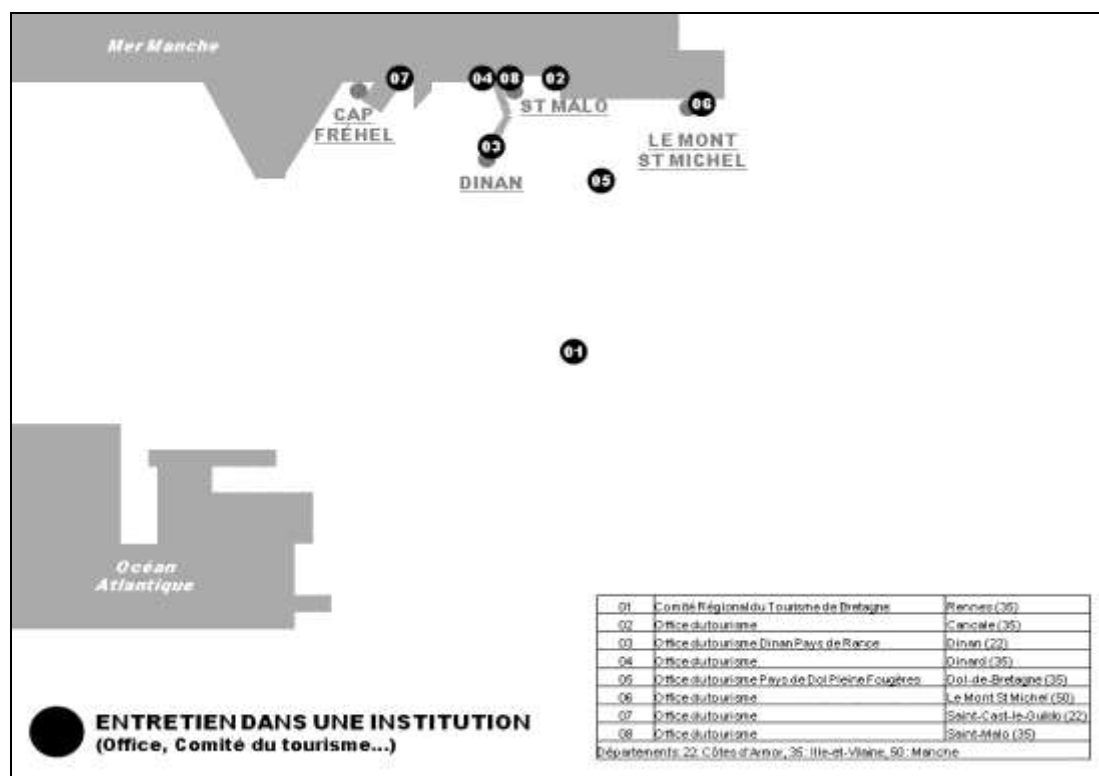 Mer Manche
07
04
08
02
06
CAP
FRÉHEL
ST MALO
LE MONT
ST MICHEL
03
DINAN
05
01
Océan
Atlantique
01 Comité Régional du Tourisme de Bretagne Rennes (35)
02 Office du tourisme Cancale (35)
03 Office du tourisme Dinan Pays de Rance Dinan (22)
04 Office du tourisme Dinard (35)
05 Office du tourisme Pays de Dol Pleine Fougères Dol-de-Bretagne (35)
06 Office du tourisme Le Mont St Michel (50)
07 Office du tourisme Saint-Cast-le-Guildo (22)
08 Office du tourisme Saint-Malo (35)
Départements: 22: Côtes d'Armor, 35: Ille-et-Vilaine, 50: Manche
ENTRETIEN DANS UNE INSTITUTION
(Office, Comité du tourisme...)